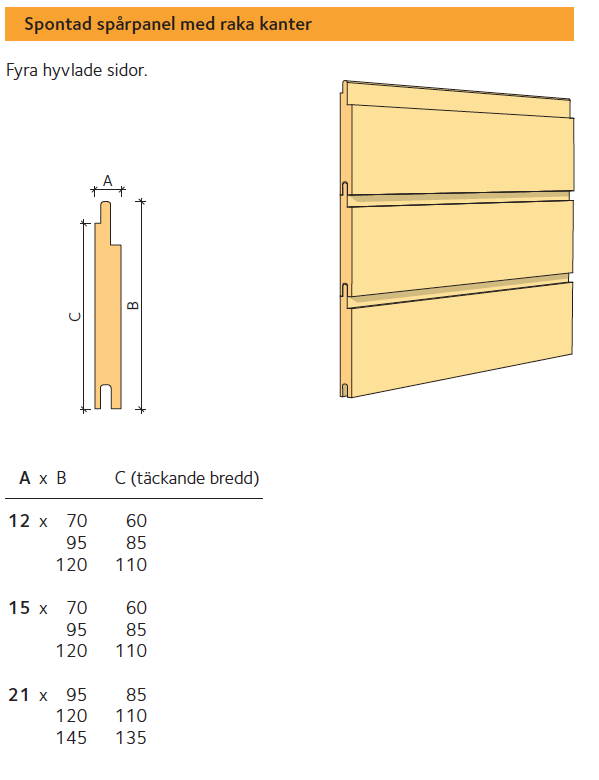 Spontad spårpanel med raka kanter
Fyra hyvlade sidor.
A
C
B
A x B C (täckande bredd)
12 x 70 60
95 85
120 110
15 x 70 60
95 85
120 110
21 x 95 85
120 110
145 135